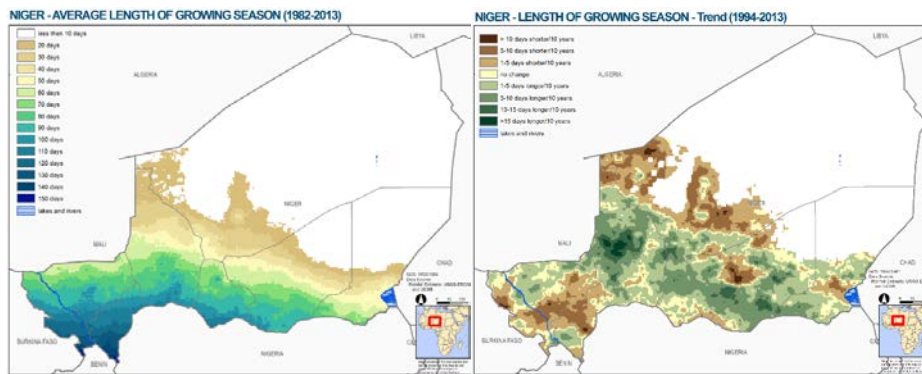 NIGER - AVERAGE LENGTH OF GROWING SEASON (1982-2013)
less than 10 days
20 days
30 days
40 days
50 days
60 days
70 days
80 days
90 days
100 days
110 days
120 days
130 days
140 days
150 days
lakes and rivers
ALGERIA
LIBYA
NIGER
MALI
CHAD
BURKINA FASO
BENIN
NIGERIA
NIGER - LENGTH OF GROWING SEASON - Trend (1994-2013)
> 10 days shorter/10 years
5-10 days shorter/10 years
1-5 days shorter/10 years
no change
1-5 days longer/10 years
5-10 days longer/10 years
10-15 days longer/10 years
>15 days longer/10 years
lakes and rivers
ALGERIA
LIBYA
NIGER
MALI
CHAD
BURKINA FASO
BENIN
NIGERIA